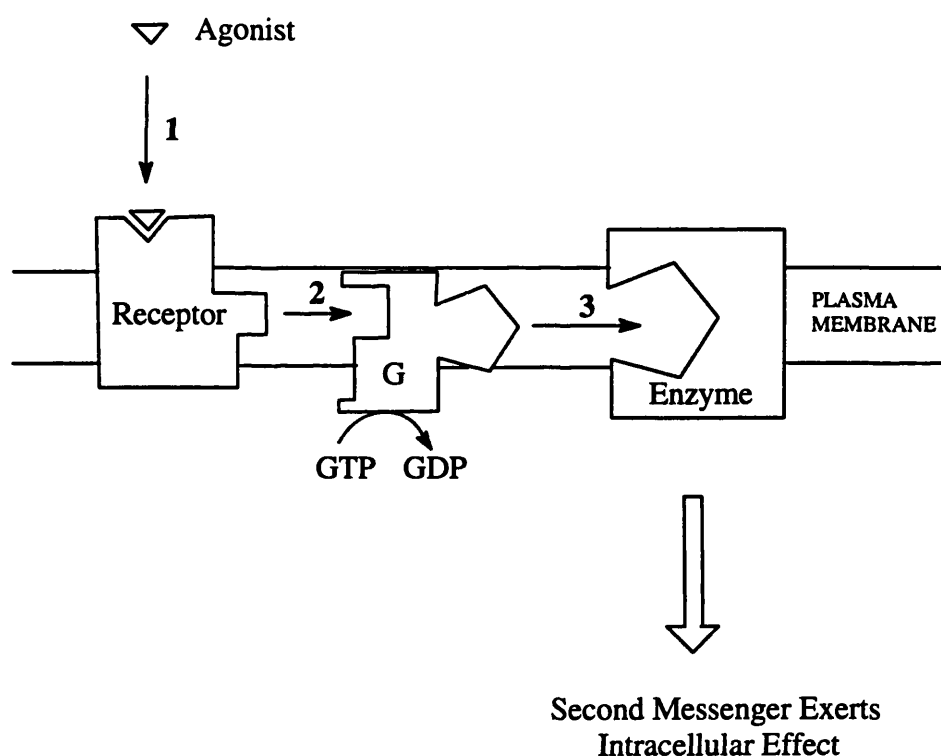 Agonist
1
Receptor
2
G
GTP GDP
3
Enzyme
PLASMA
MEMBRANE
Second Messenger Exerts
Intracellular Effect